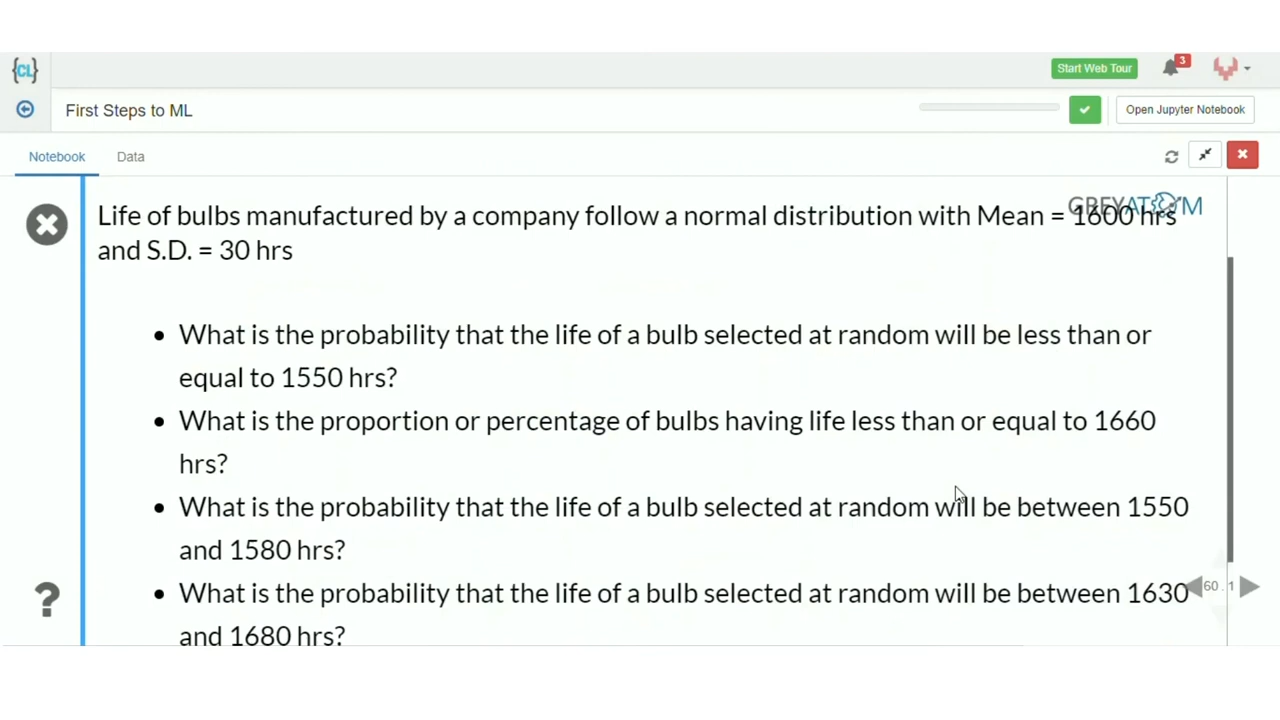 {CL}
Start Web Tour
3
First Steps to ML
Open Jupyter Notebook
Notebook
Data
GREYATOM
Life of bulbs manufactured by a company follow a normal distribution with Mean = 1600 hrs
and S.D. = 30 hrs
• What is the probability that the life of a bulb selected at random will be less than or
equal to 1550 hrs?
• What is the proportion or percentage of bulbs having life less than or equal to 1660
hrs?
• What is the probability that the life of a bulb selected at random will be between 1550
and 1580 hrs?
• What is the probability that the life of a bulb selected at random will be between 1630
and 1680 hrs?
60.1